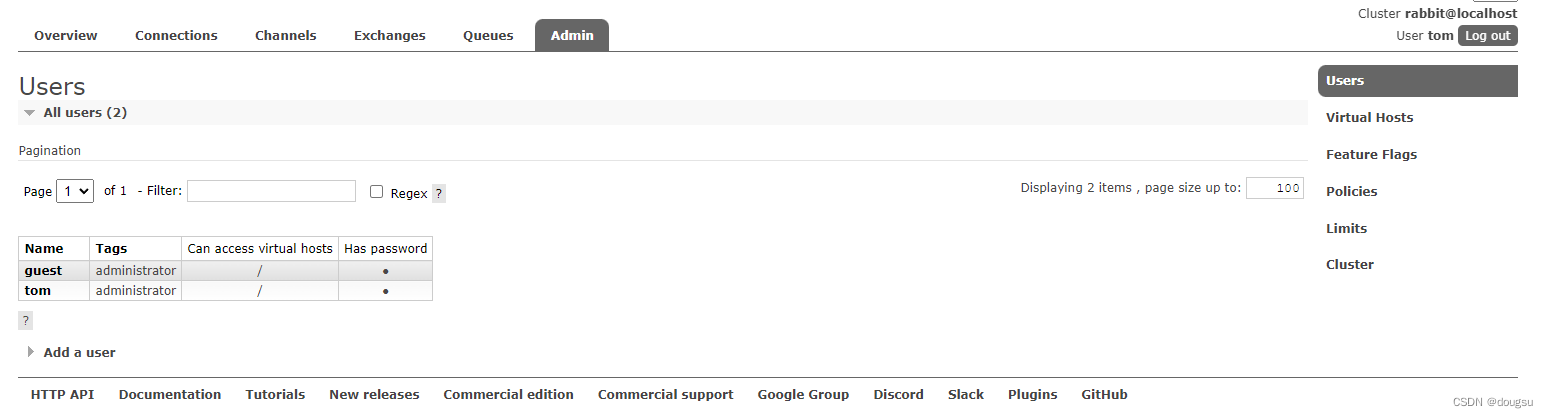 Cluster rabbit@localhost
Overview Connections Channels Exchanges Queues Admin
User tom Log out
Users
All users (2)
Pagination
Page 1 of 1 - Filter: Regex ?
Displaying 2 items , page size up to: 100
Name Tags Can access virtual hosts Has password
guest administrator / ●
tom administrator / ●
?
Add a user
Users
Virtual Hosts
Feature Flags
Policies
Limits
Cluster
HTTP API Documentation Tutorials New releases Commercial edition Commercial support Google Group Discord Slack Plugins GitHub
CSDN @dougsu